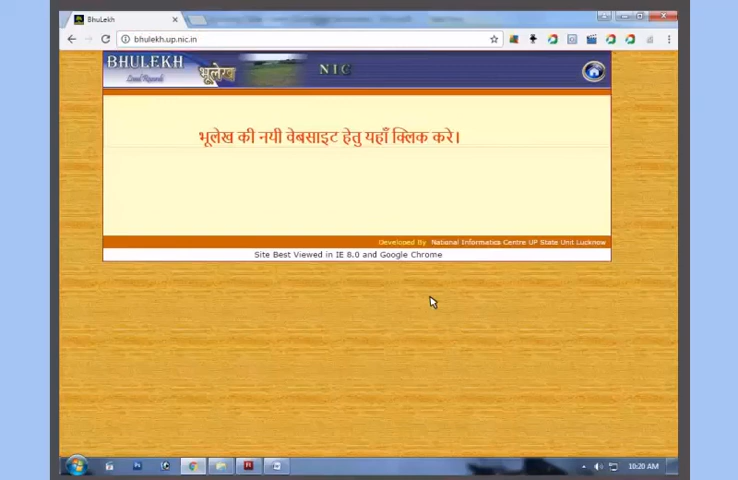 BhuLekh
bhulekh.up.nic.in
BHULEKH
Land Records
भूलेख
NIC
भूलेख की नयी वेबसाइट हेतु यहाँ क्लिक करे।
Developed By National Informatics Centre UP State Unit Lucknow
Site Best Viewed in IE 8.0 and Google Chrome
10:20 AM